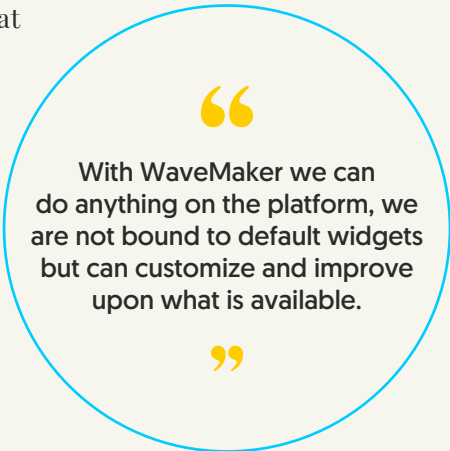 at
“
With WaveMaker we can
do anything on the platform, we
are not bound to default widgets
but can customize and improve
upon what is available.
”